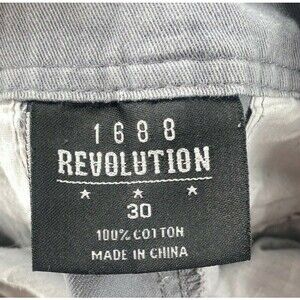 1688
REVOLUTION
30
100% COTTON
MADE IN CHINA